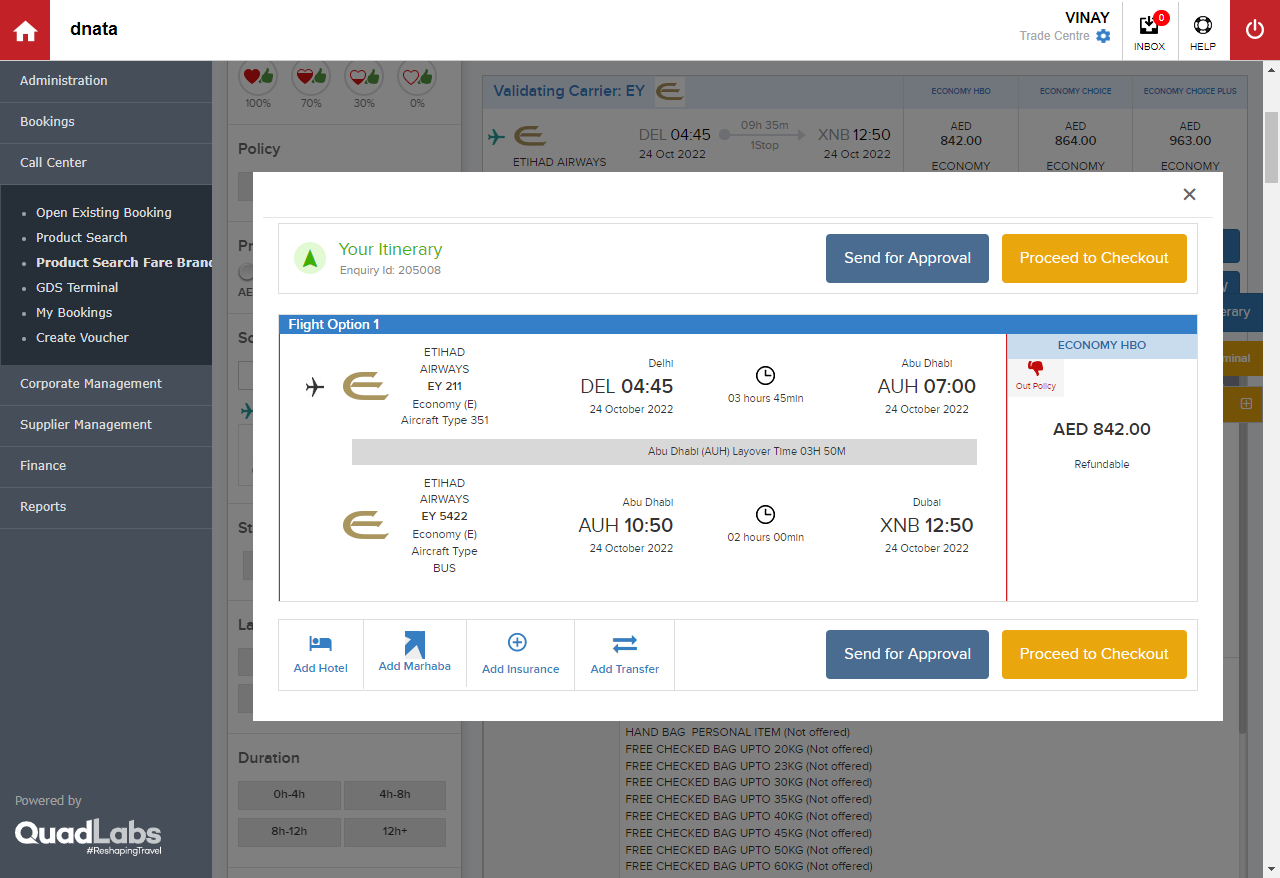 dnata
VINAY
Trade Centre
0
INBOX
HELP
Administration
Bookings
Call Center
Open Existing Booking
Product Search
Product Search Fare Brand
GDS Terminal
My Bookings
Create Voucher
Corporate Management
Supplier Management
Finance
Reports
Powered by
QuadLabs
#ReshapingTravel
100%
70%
30%
0%
Policy
Duration
0h-4h
4h-8h
8h-12h
12h+
Validating Carrier: EY
ECONOMY HBO
ECONOMY CHOICE
ECONOMY CHOICE PLUS
ETIHAD AIRWAYS
DEL 04:45
24 Oct 2022
09h 35m
1Stop
XNB 12:50
24 Oct 2022
AED
842.00
ECONOMY
AED
864.00
ECONOMY
AED
963.00
ECONOMY
×
Your Itinerary
Enquiry Id: 205008
Send for Approval
Proceed to Checkout
Flight Option 1
ETIHAD
AIRWAYS
EY 211
Economy (E)
Aircraft Type 351
Delhi
DEL 04:45
24 October 2022
03 hours 45min
Abu Dhabi
AUH 07:00
24 October 2022
ECONOMY HBO
Out Policy
AED 842.00
Refundable
Abu Dhabi (AUH) Layover Time 03H 50M
ETIHAD
AIRWAYS
EY 5422
Economy (E)
Aircraft Type
BUS
Abu Dhabi
AUH 10:50
24 October 2022
02 hours 00min
Dubai
XNB 12:50
24 October 2022
Add Hotel
Add Marhaba
Add Insurance
Add Transfer
Send for Approval
Proceed to Checkout
HAND BAG PERSONAL ITEM (Not offered)
FREE CHECKED BAG UPTO 20KG (Not offered)
FREE CHECKED BAG UPTO 23KG (Not offered)
FREE CHECKED BAG UPTO 30KG (Not offered)
FREE CHECKED BAG UPTO 35KG (Not offered)
FREE CHECKED BAG UPTO 40KG (Not offered)
FREE CHECKED BAG UPTO 45KG (Not offered)
FREE CHECKED BAG UPTO 50KG (Not offered)
FREE CHECKED BAG UPTO 60KG (Not offered)